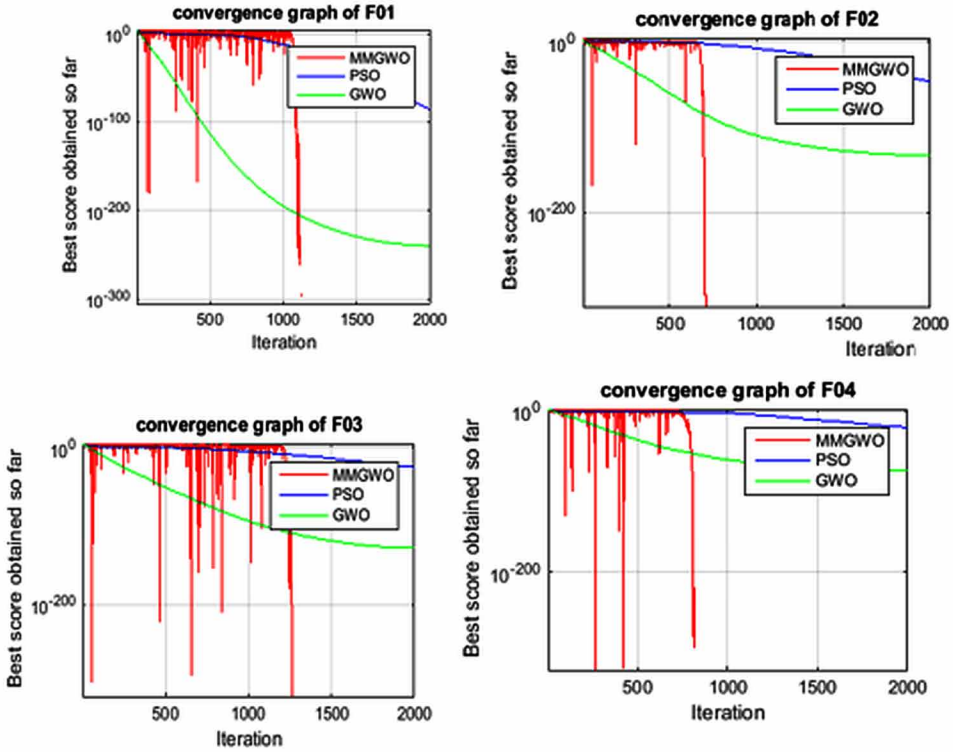 convergence graph of F01
Best score obtained so far
10^0
10^-100
10^-200
10^-300
MMGWO
PSO
GWO
500
1000
1500
2000
Iteration
convergence graph of F02
Best score obtained so far
10^0
10^-200
MMGWO
PSO
GWO
500
1000
1500
2000
Iteration
convergence graph of F03
Best score obtained so far
10^0
10^-200
MMGWO
PSO
GWO
500
1000
1500
2000
Iteration
convergence graph of F04
Best score obtained so far
10^0
10^-200
MMGWO
PSO
GWO
500
1000
1500
2000
Iteration